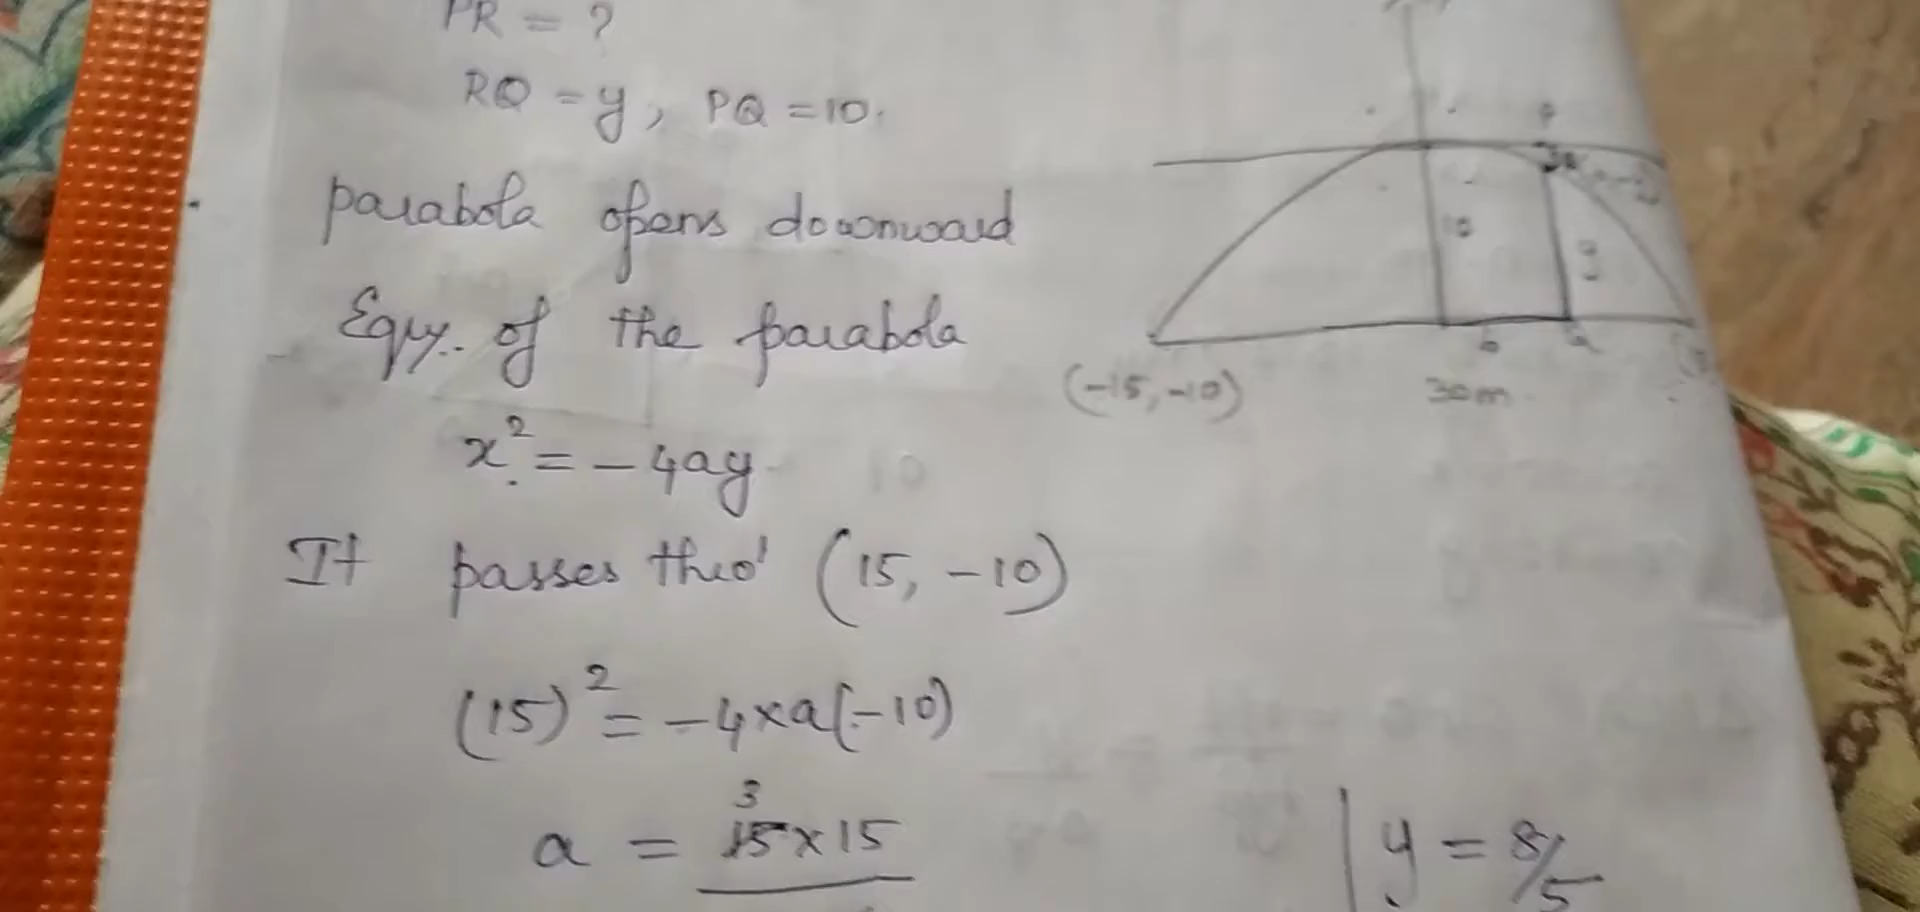 PR = ?
RQ = y, PQ = 10.
parabola opens downward
Eqn. of the parabola
x² = -4ay
It passes thro' (15, -10)
(15)² = -4×a(-10)
3
a = 15×15
y = 8/5
10
(-15, -10)
30m